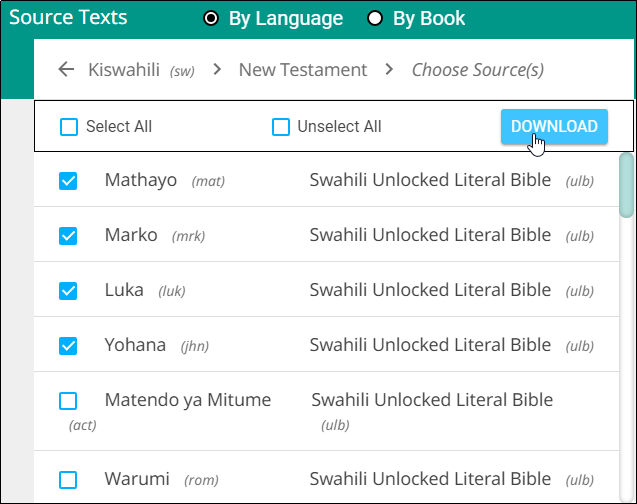 Source Texts By Language By Book
Kiswahili (sw) New Testament Choose Source(s)
Select All Unselect All DOWNLOAD
Mathayo (mat) Swahili Unlocked Literal Bible (ulb)
Marko (mrk) Swahili Unlocked Literal Bible (ulb)
Luka (luk) Swahili Unlocked Literal Bible (ulb)
Yohana (jhn) Swahili Unlocked Literal Bible (ulb)
Matendo ya Mitume Swahili Unlocked Literal Bible
(act) (ulb)
Warumi (rom) Swahili Unlocked Literal Bible (ulb)